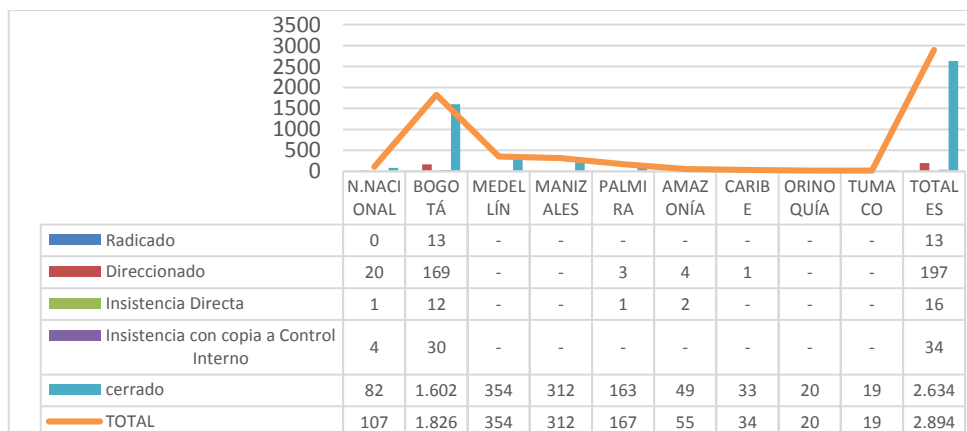 3500
3000
2500
2000
1500
1000
500
0
N.NACI BOGO MEDEL MANIZ PALMI AMAZ CARIB ORINO TUMA TOTAL
ONAL TÁ LÍN ALES RA ONÍA E QUÍA CO ES
Radicado 0 13 - - - - - - - 13
Direccionado 20 169 - - 3 4 1 - - 197
Insistencia Directa 1 12 - - 1 2 - - - 16
Insistencia con copia a Control
Interno 4 30 - - - - - - - 34
cerrado 82 1.602 354 312 163 49 33 20 19 2.634
TOTAL 107 1.826 354 312 167 55 34 20 19 2.894